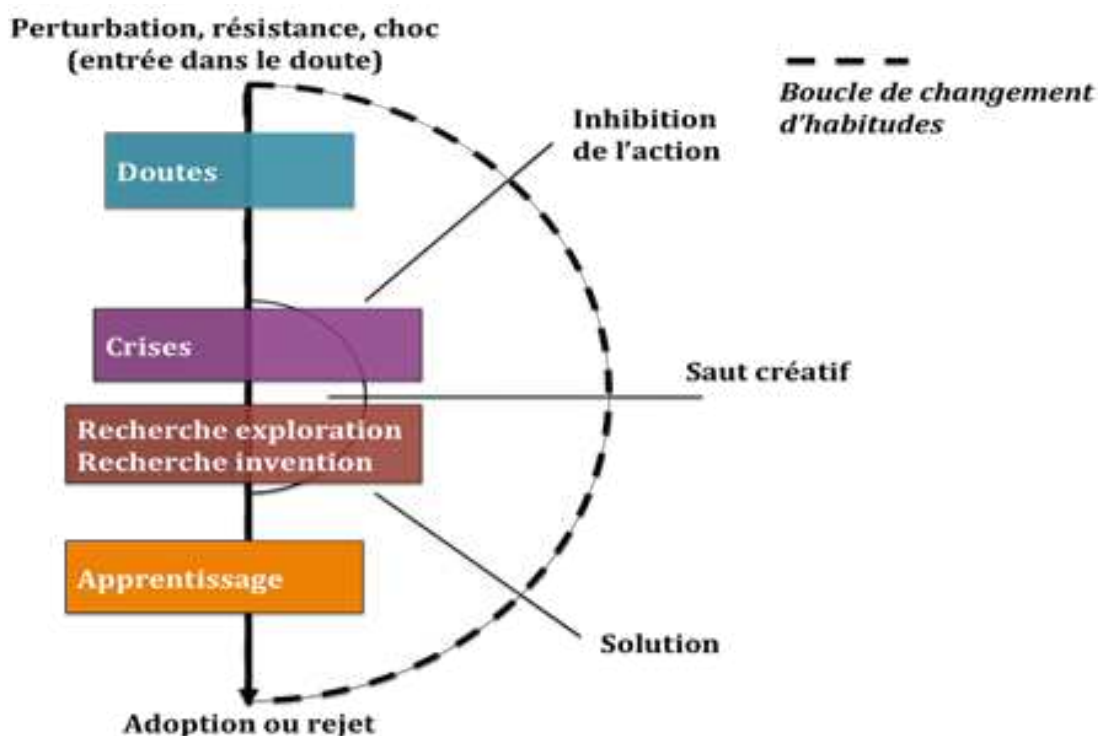 Perturbation, résistance, choc
(entrée dans le doute)
Boucle de changement
d'habitudes
Inhibition
de l'action
Doutes
Crises
Saut créatif
Recherche exploration
Recherche invention
Apprentissage
Solution
Adoption ou rejet